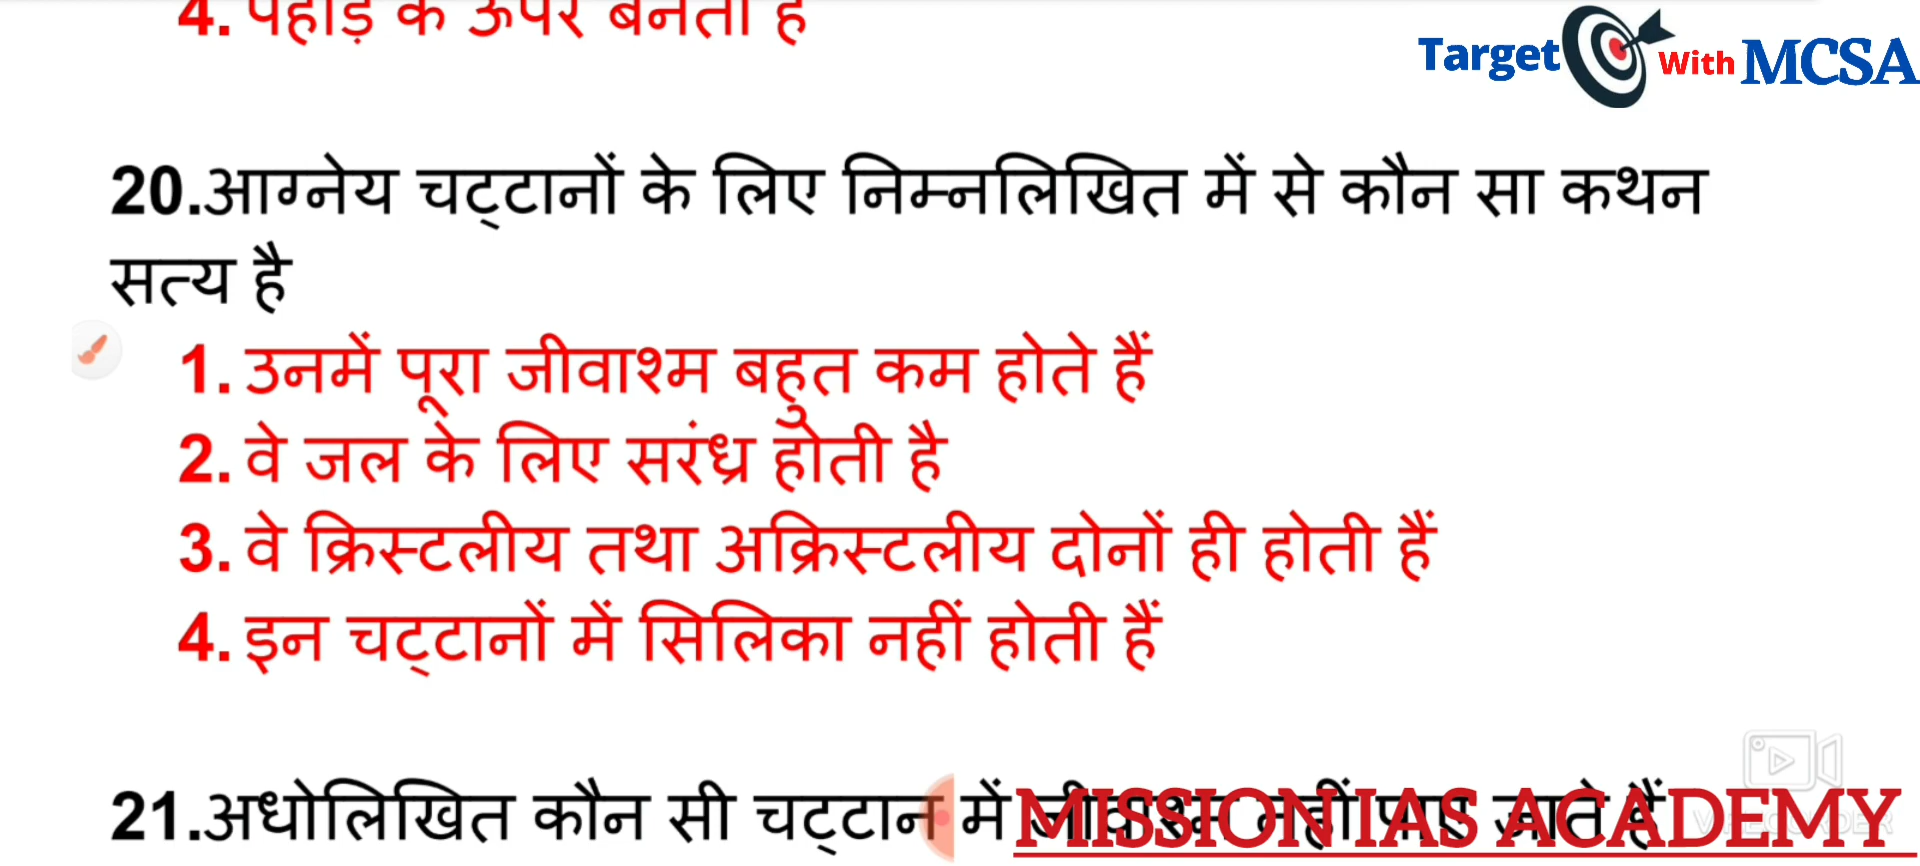 4. पहाड़ के ऊपर बनता है
Target With MCSA
20.आग्नेय चट्टानों के लिए निम्नलिखित में से कौन सा कथन
सत्य है
1. उनमें पूरा जीवाश्म बहुत कम होते हैं
2. वे जल के लिए सरंध्र होती है
3. वे क्रिस्टलीय तथा अक्रिस्टलीय दोनों ही होती हैं
4. इन चट्टानों में सिलिका नहीं होती हैं
21.अधोलिखित कौन सी चट्टान में जीवाश्म नहीं पाए जाते हैं
MISSION IAS ACADEMY